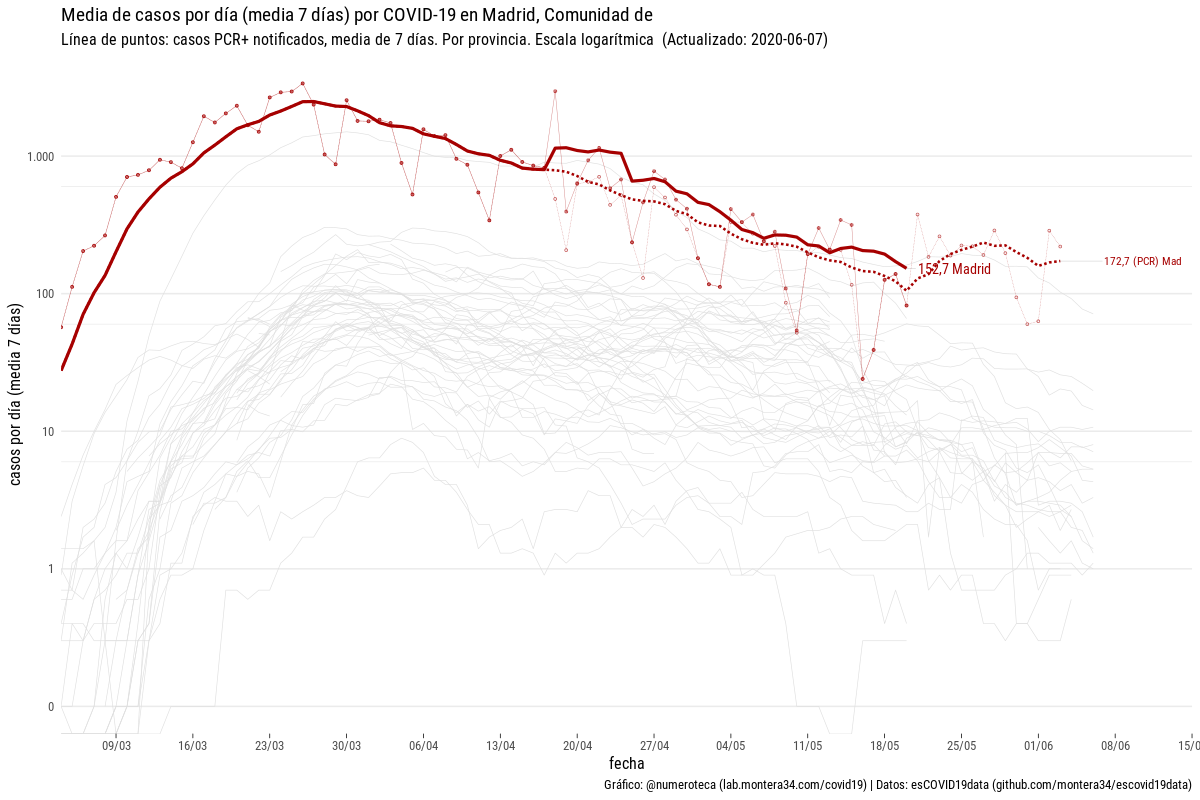 Media de casos por día (media 7 días) por COVID-19 en Madrid, Comunidad de
Línea de puntos: casos PCR+ notificados, media de 7 días. Por provincia. Escala logarítmica  (Actualizado: 2020-06-07)
casos por día (media 7 días)
1.000
100
10
1
0
152,7 Madrid
172,7 (PCR) Mad
09/03 16/03 23/03 30/03 06/04 13/04 20/04 27/04 04/05 11/05 18/05 25/05 01/06 08/06 15/0
fecha
Gráfico: @numeroteca (lab.montera34.com/covid19) | Datos: esCOVID19data (github.com/montera34/escovid19data)